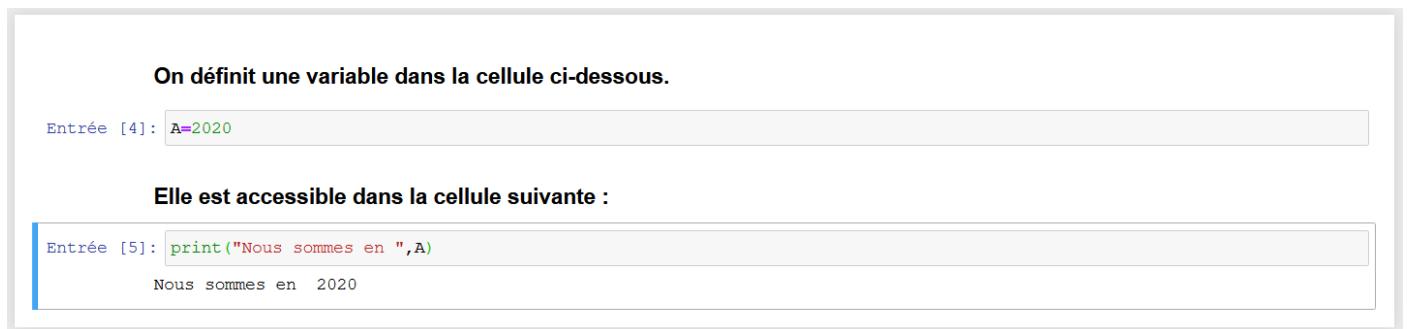 On définit une variable dans la cellule ci-dessous.
Entrée [4]: A=2020
Elle est accessible dans la cellule suivante :
Entrée [5]: print("Nous sommes en ",A)
Nous sommes en  2020